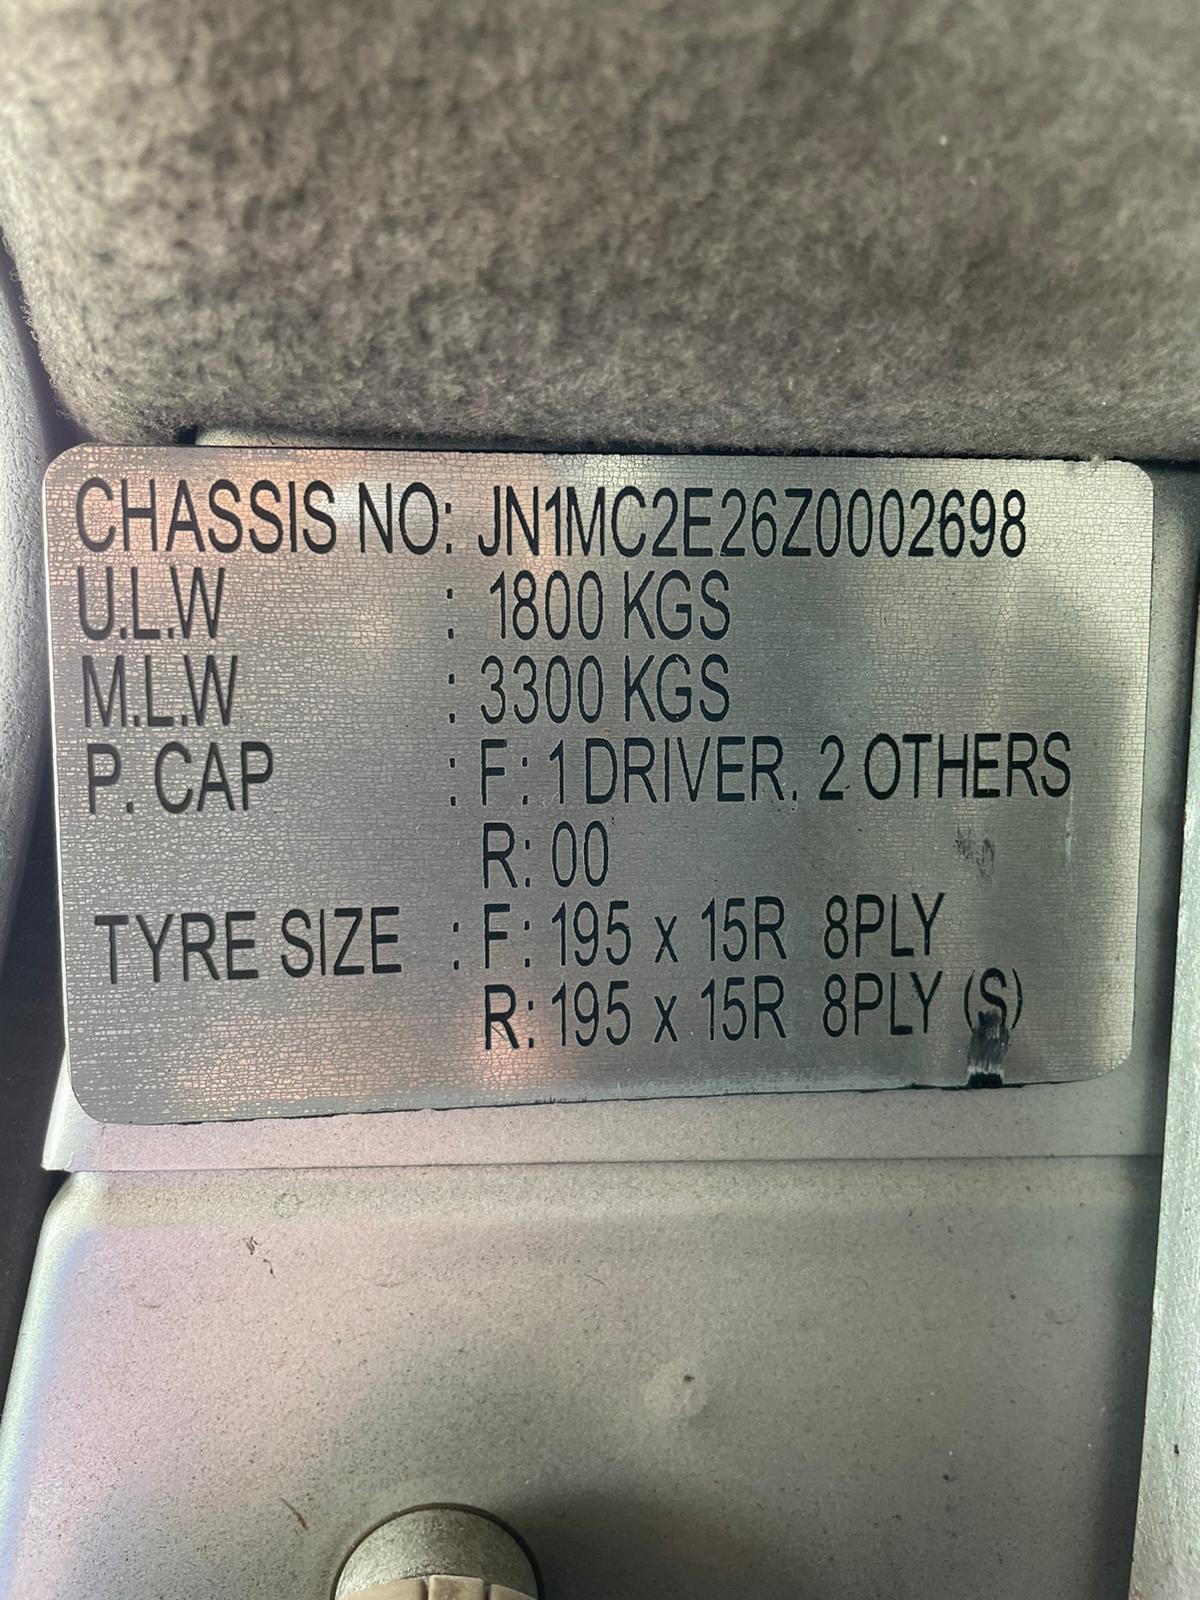 CHASSIS NO: JN1MC2E26Z0002698
U.L.W : 1800 KGS
M.L.W : 3300 KGS
P. CAP : F: 1 DRIVER, 2 OTHERS
R: 00
TYRE SIZE : F: 195 x 15R 8PLY
R: 195 x 15R 8PLY (S)